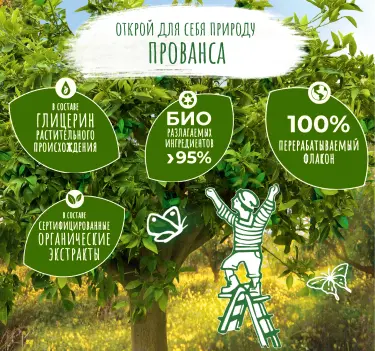 ОТКРОЙ ДЛЯ СЕБЯ ПРИРОДУ
ПРОВАНСА
В СОСТАВЕ
ГЛИЦЕРИН
РАСТИТЕЛЬНОГО
ПРОИСХОЖДЕНИЯ
БИО
РАЗЛАГАЕМЫХ
ИНГРЕДИЕНТОВ
>95%
100%
ПЕРЕРАБАТЫВАЕМЫЙ
ФЛАКОН
В СОСТАВЕ
СЕРТИФИЦИРОВАННЫЕ
ОРГАНИЧЕСКИЕ
ЭКСТРАКТЫ